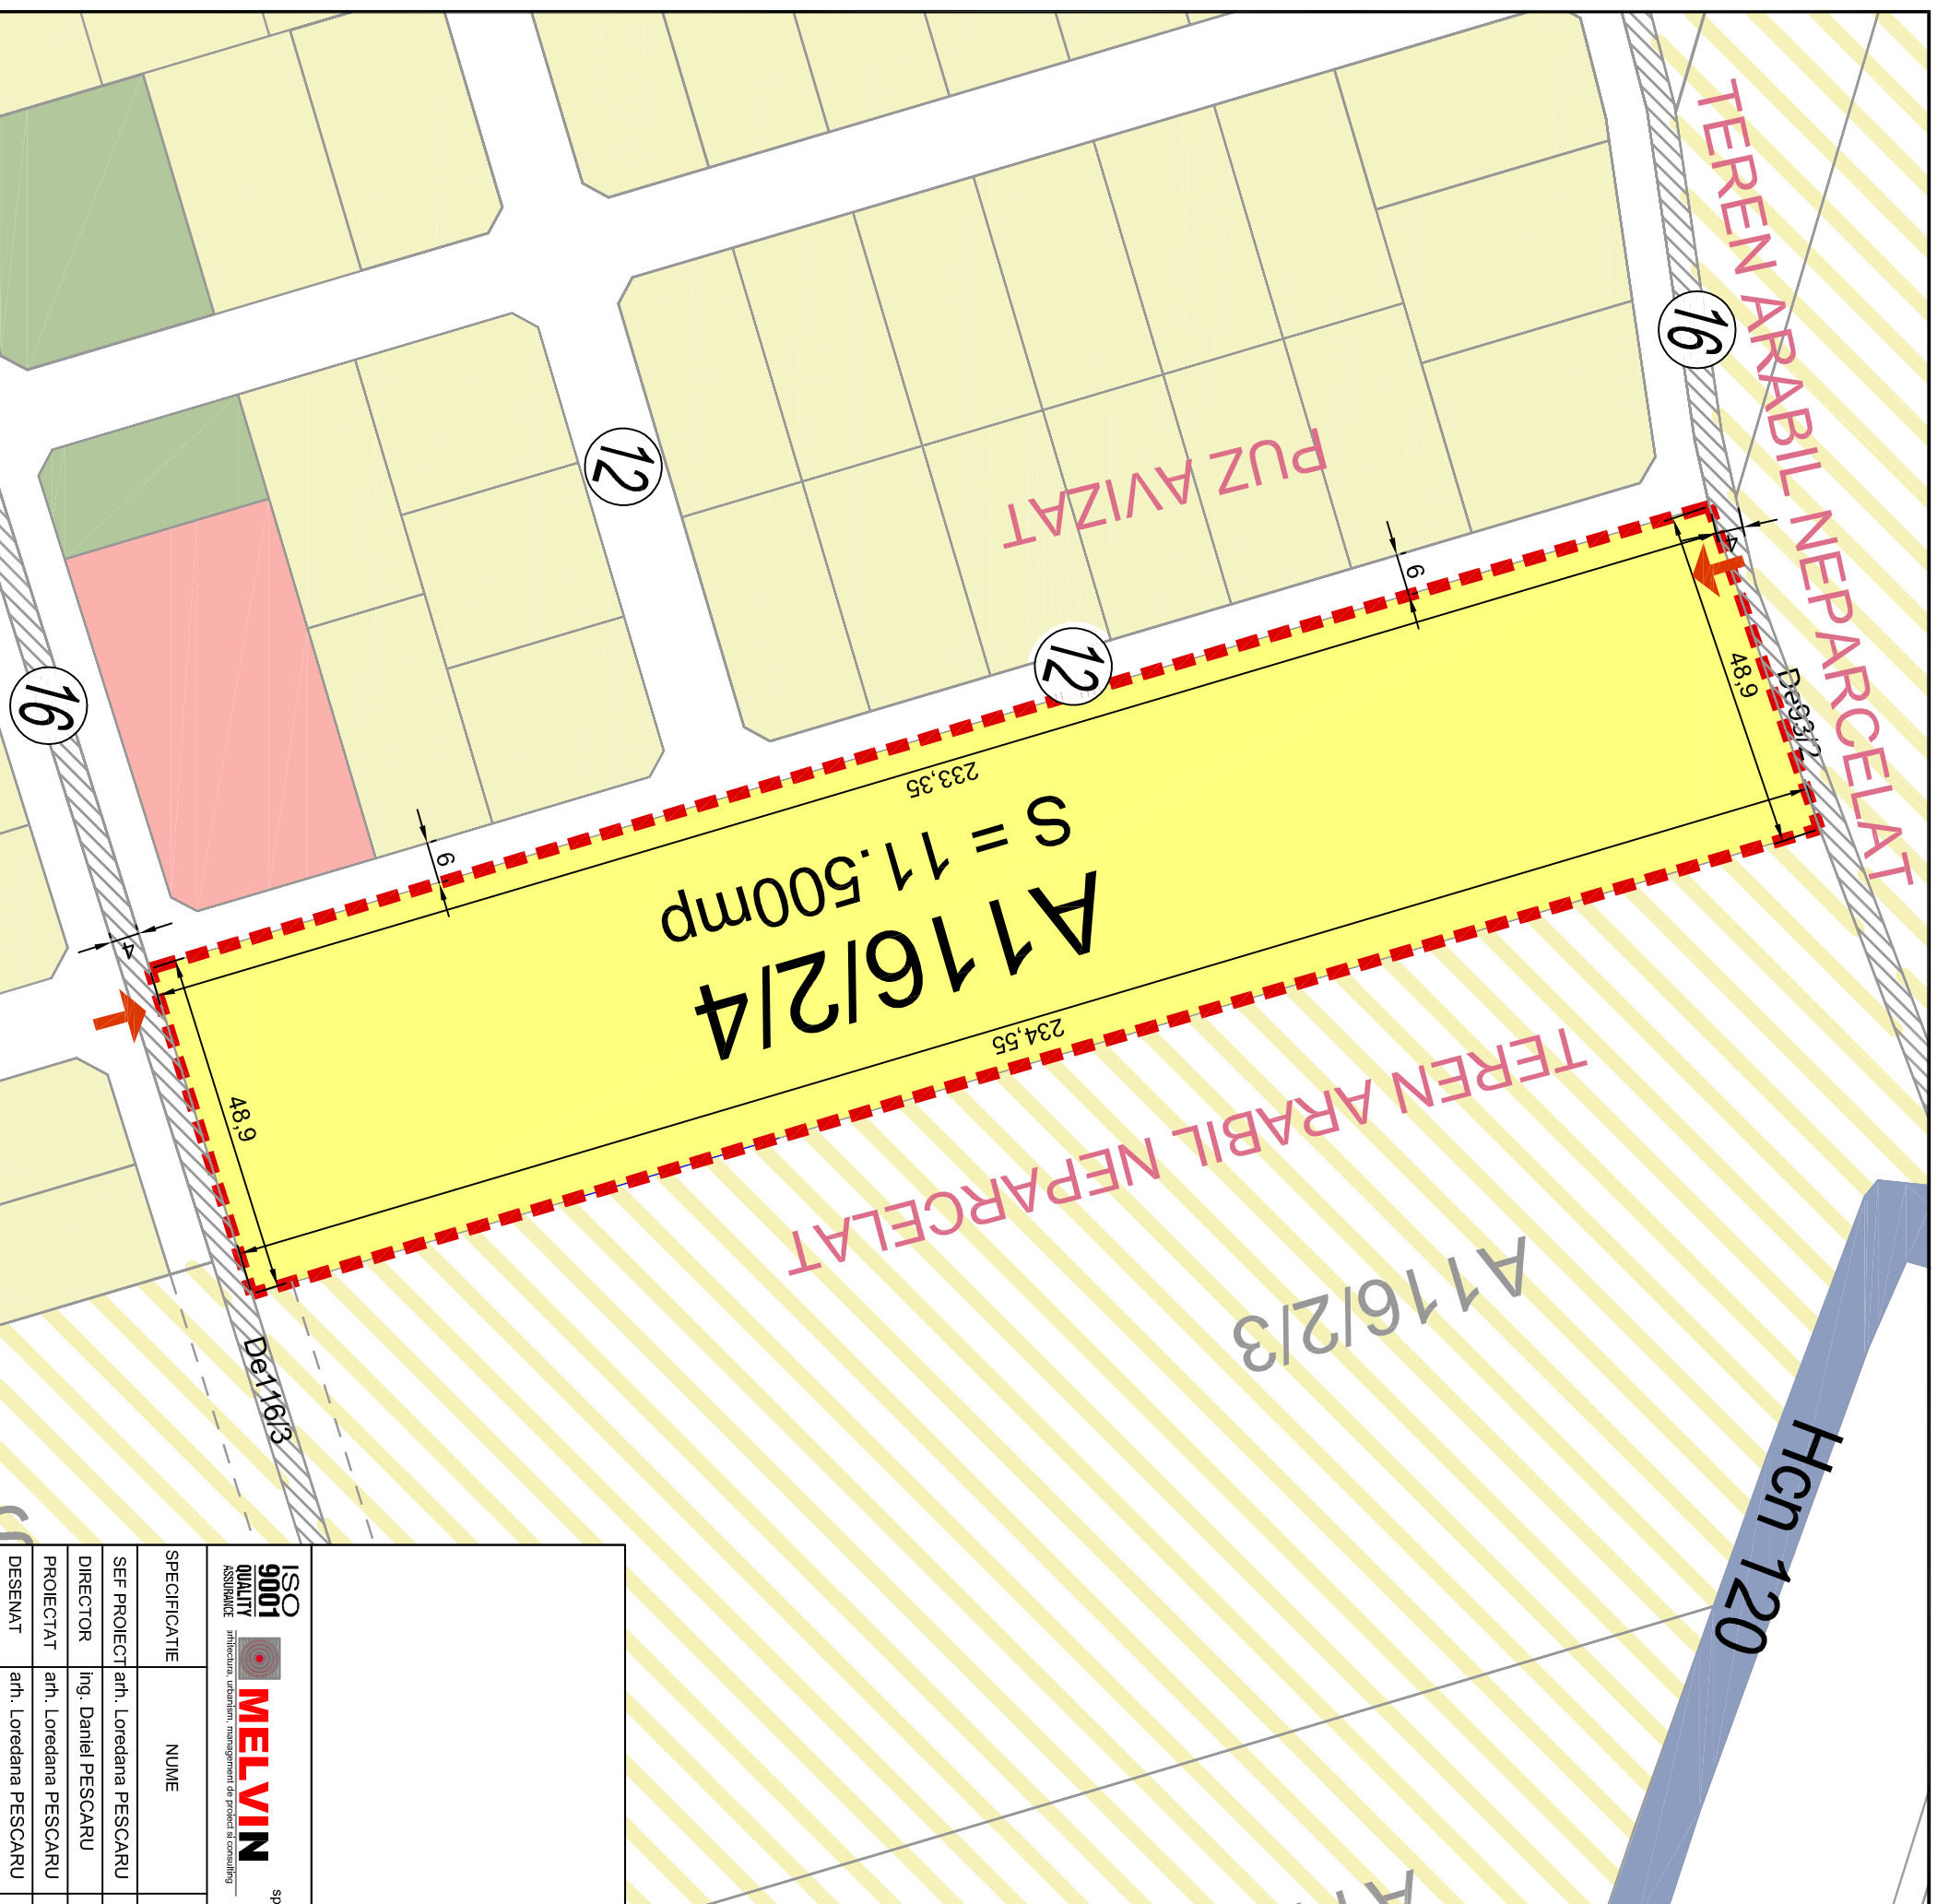 TEREN ARABIL NEPARCELAT
16
12
PUZ AVIZAT
4
6
48,9
De93/2
12
16
233,35
S = 11.500mp
A116/2/4
6
4
234,55
48,9
TEREN ARABIL NEPARCELAT
A116/2/3
De116/3
Hcn 120
ISO
9001
QUALITY
ASSURANCE
MELVIN
arhitectura, urbanism, management de proiect si consulting
SPECIFICATIE NUME
SEF PROIECT arh. Loredana PESCARU
DIRECTOR ing. Daniel PESCARU
PROIECTAT arh. Loredana PESCARU
DESENAT arh. Loredana PESCARU